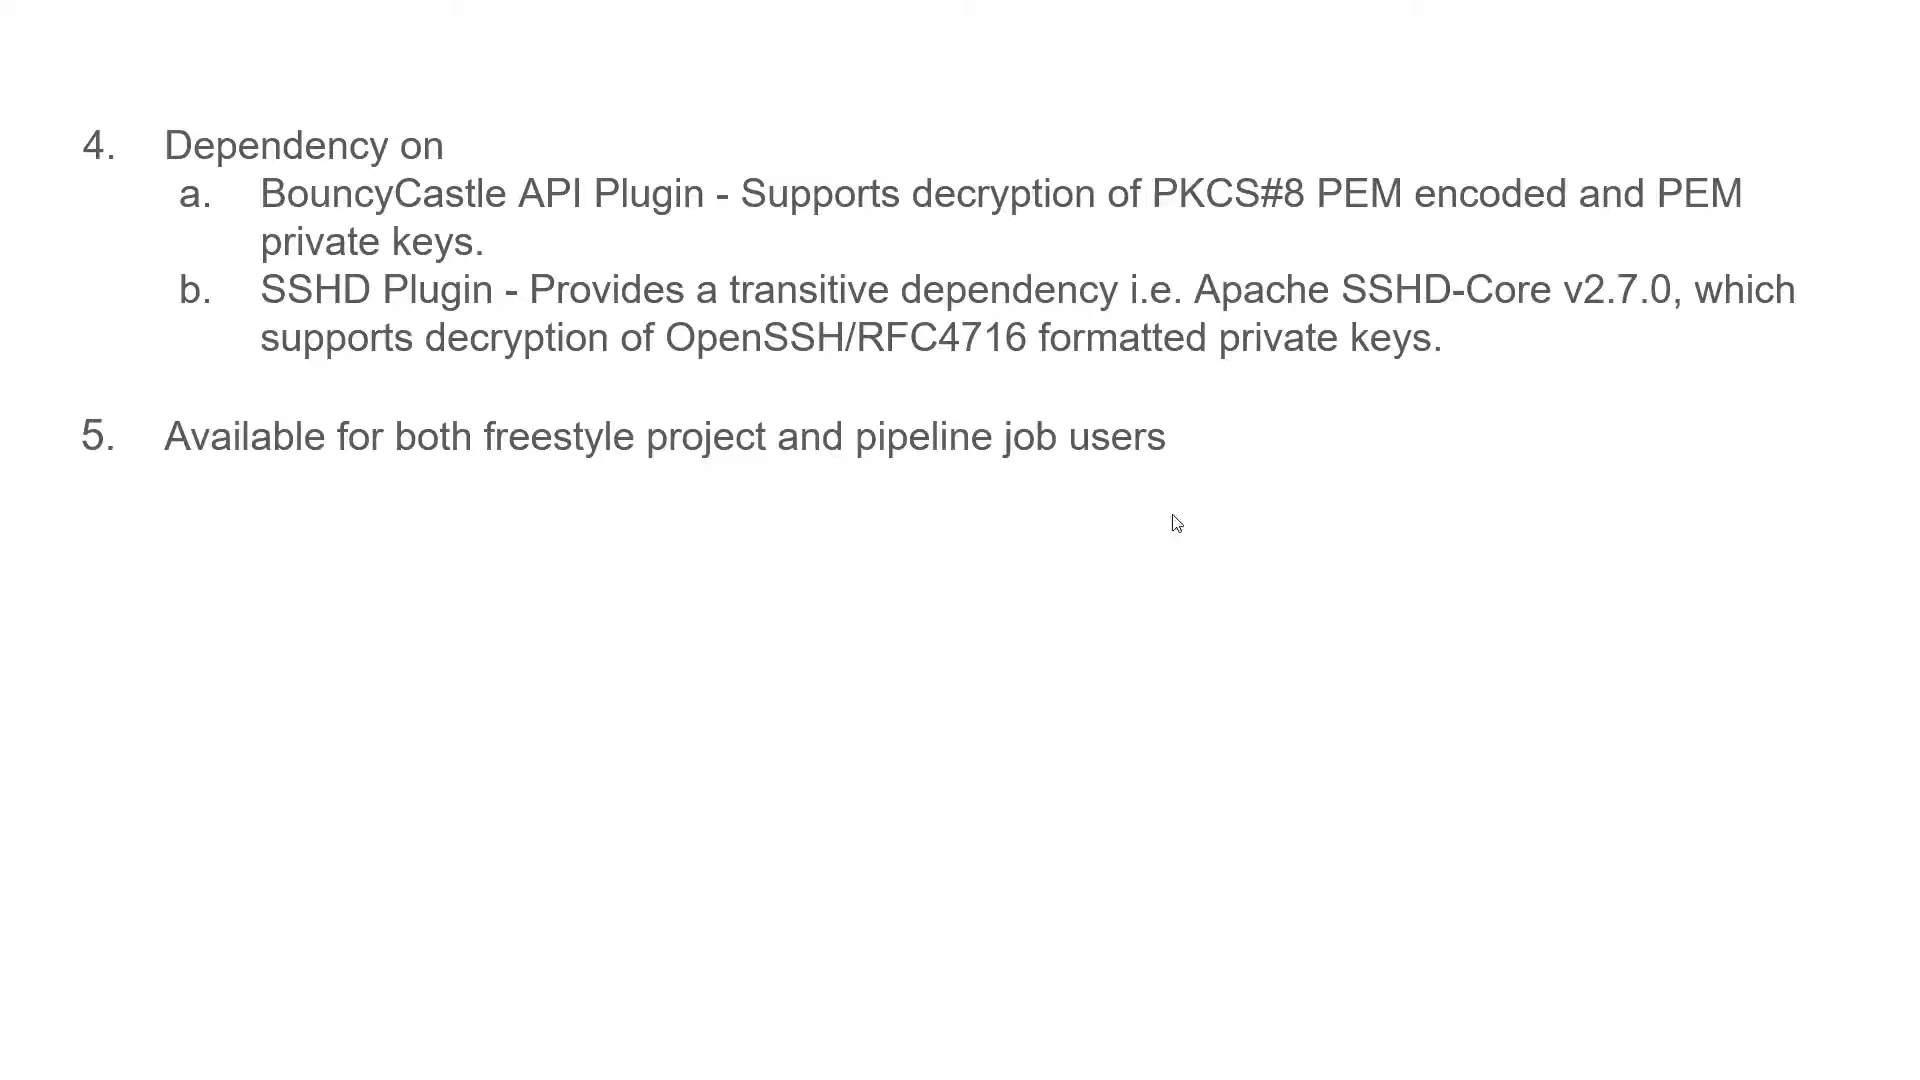 4. Dependency on
a. BouncyCastle API Plugin - Supports decryption of PKCS#8 PEM encoded and PEM
private keys.
b. SSHD Plugin - Provides a transitive dependency i.e. Apache SSHD-Core v2.7.0, which
supports decryption of OpenSSH/RFC4716 formatted private keys.
5. Available for both freestyle project and pipeline job users